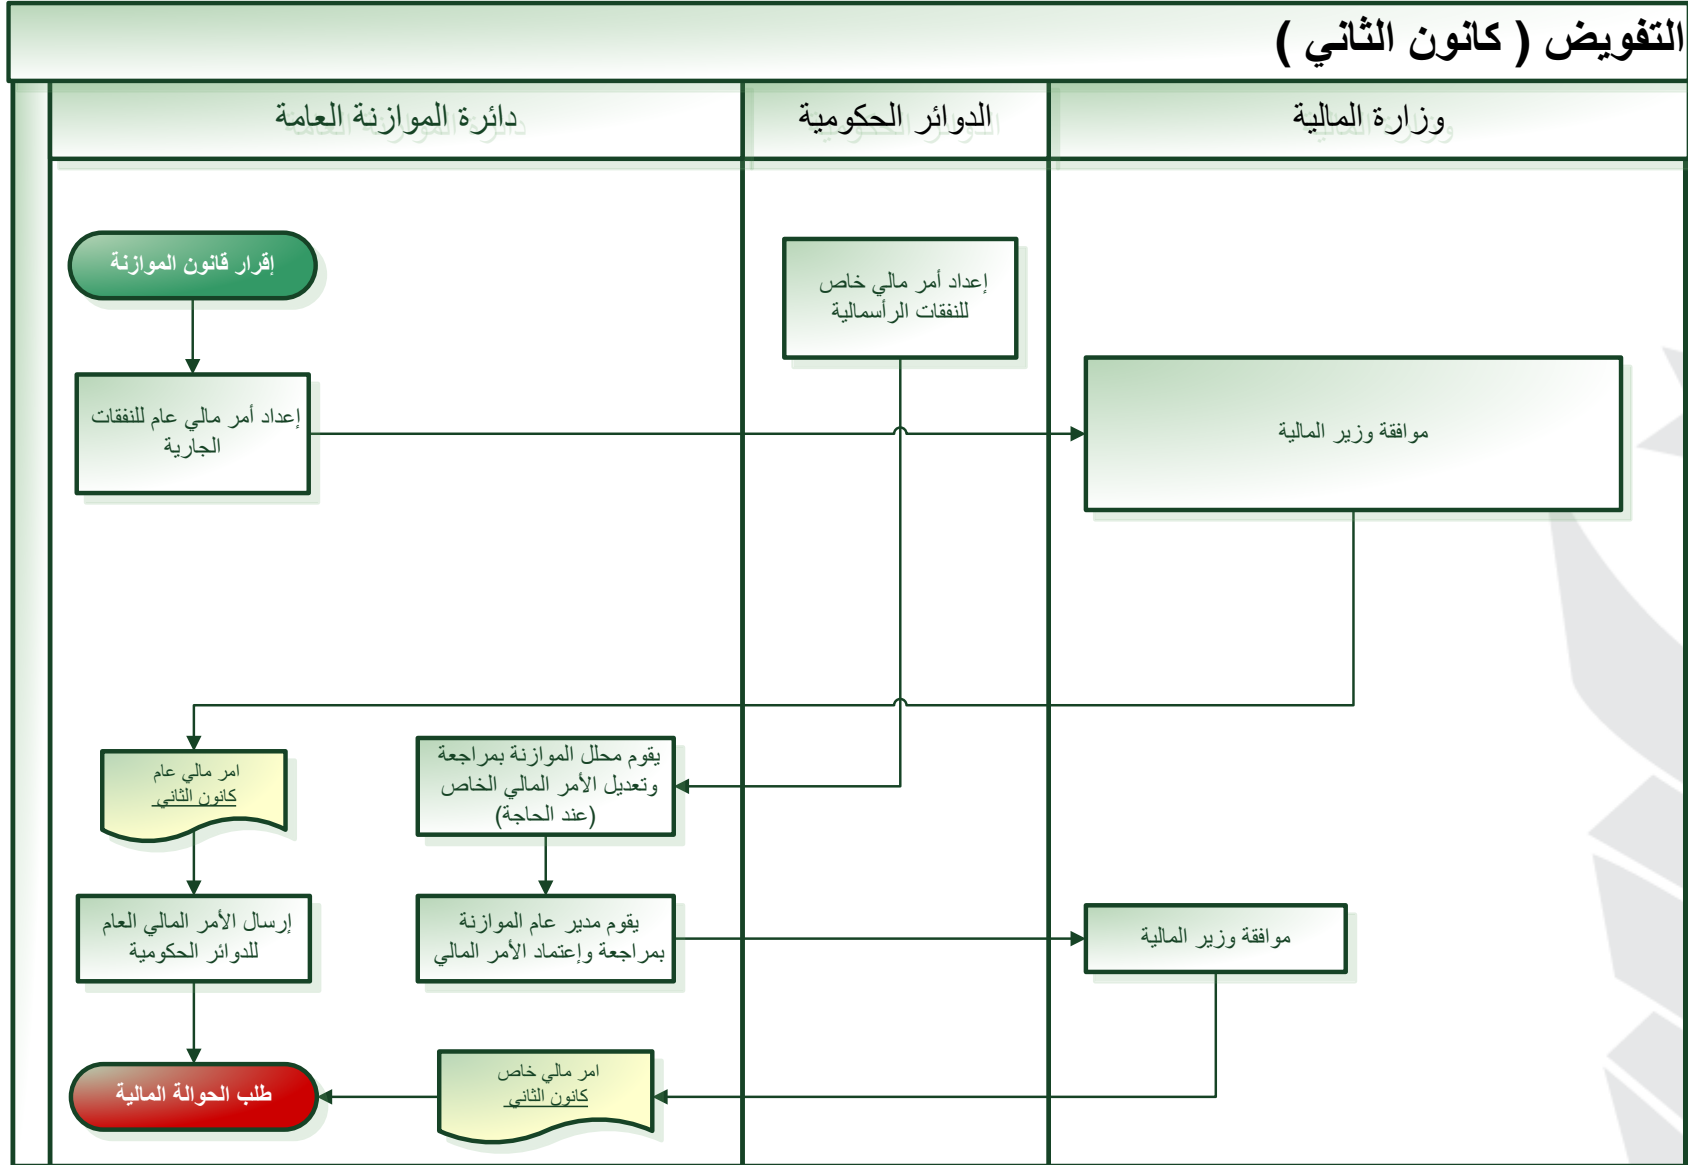 التفويض ( كانون الثاني )
وزارة المالية
الدوائر الحكومية
دائرة الموازنة العامة
إقرار قانون الموازنة
إعداد أمر مالي خاص
للنفقات الرأسمالية
إعداد أمر مالي عام للنفقات
الجارية
موافقة وزير المالية
امر مالي عام
كانون الثاني
يقوم محلل الموازنة بمراجعة
وتعديل الأمر المالي الخاص
(عند الحاجة)
إرسال الأمر المالي العام
للدوائر الحكومية
يقوم مدير عام الموازنة
بمراجعة وإعتماد الأمر المالي
موافقة وزير المالية
امر مالي خاص
كانون الثاني
طلب الحوالة المالية